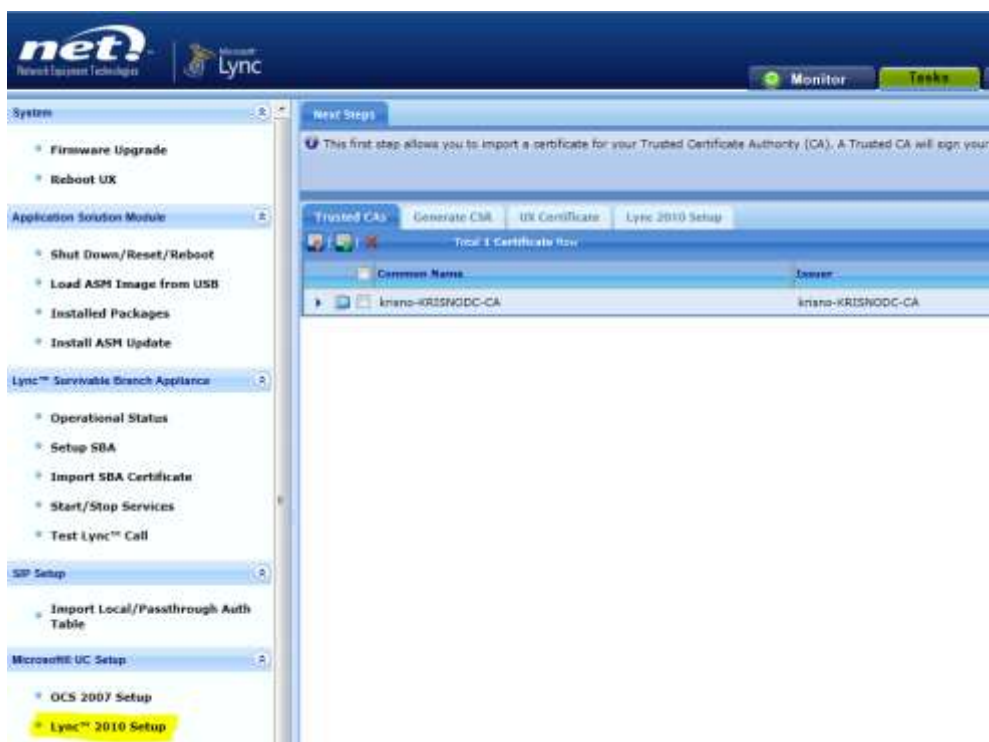 net
Network Equipment Technologies
Microsoft
Lync
Monitor
Tasks
System
Firmware Upgrade
Reboot UX
Application Solution Module
Shut Down/Reset/Reboot
Load ASM Image from USB
Installed Packages
Install ASM Update
Lync™ Survivable Branch Appliance
Operational Status
Setup SBA
Import SBA Certificate
Start/Stop Services
Test Lync™ Call
SIP Setup
Import Local/Passthrough Auth
Table
Microsoft® UC Setup
OCS 2007 Setup
Lync™ 2010 Setup
Next Steps
This first step allows you to import a certificate for your Trusted Certificate Authority (CA). A Trusted CA will sign your
Trusted CAs
Generate CSR
UX Certificate
Lync 2010 Setup
Total 1 Certificate Row
Common Name
Issuer
krisno-KRISNODC-CA
krisno-KRISNODC-CA